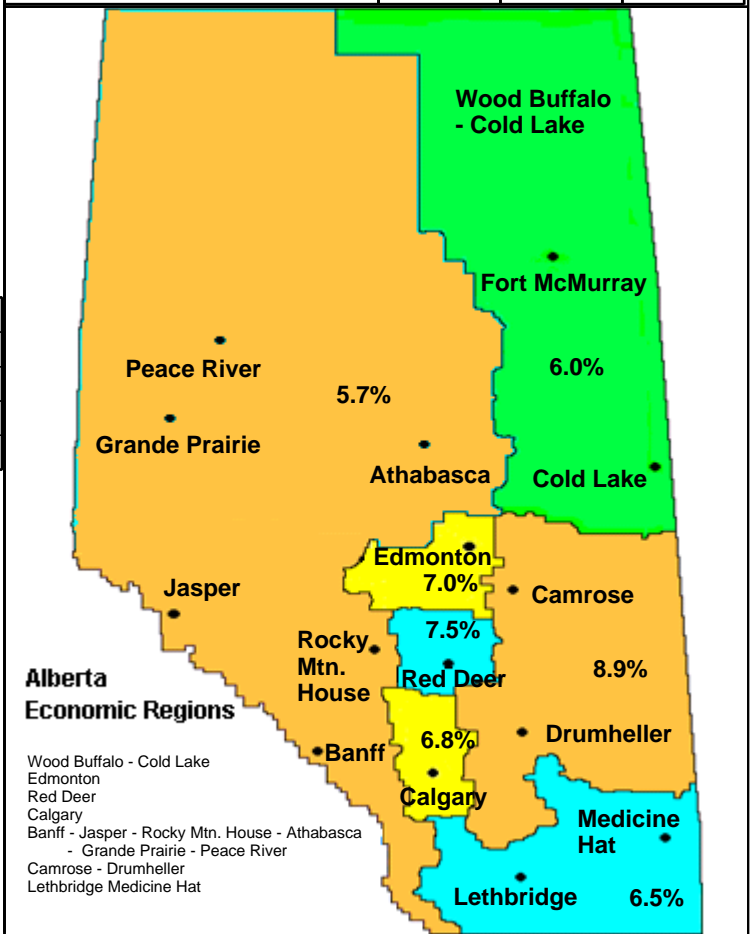 Wood Buffalo
- Cold Lake
Fort McMurray
6.0%
Peace River
5.7%
Grande Prairie
Athabasca
Cold Lake
Edmonton
7.0%
Jasper
Camrose
7.5%
Rocky
Mtn.
House
Red Deer
8.9%
Alberta
Economic Regions
Drumheller
6.8%
Banff
Calgary
Wood Buffalo - Cold Lake
Edmonton
Red Deer
Calgary
Banff - Jasper - Rocky Mtn. House - Athabasca
- Grande Prairie - Peace River
Camrose - Drumheller
Lethbridge Medicine Hat
Medicine
Hat
Lethbridge
6.5%